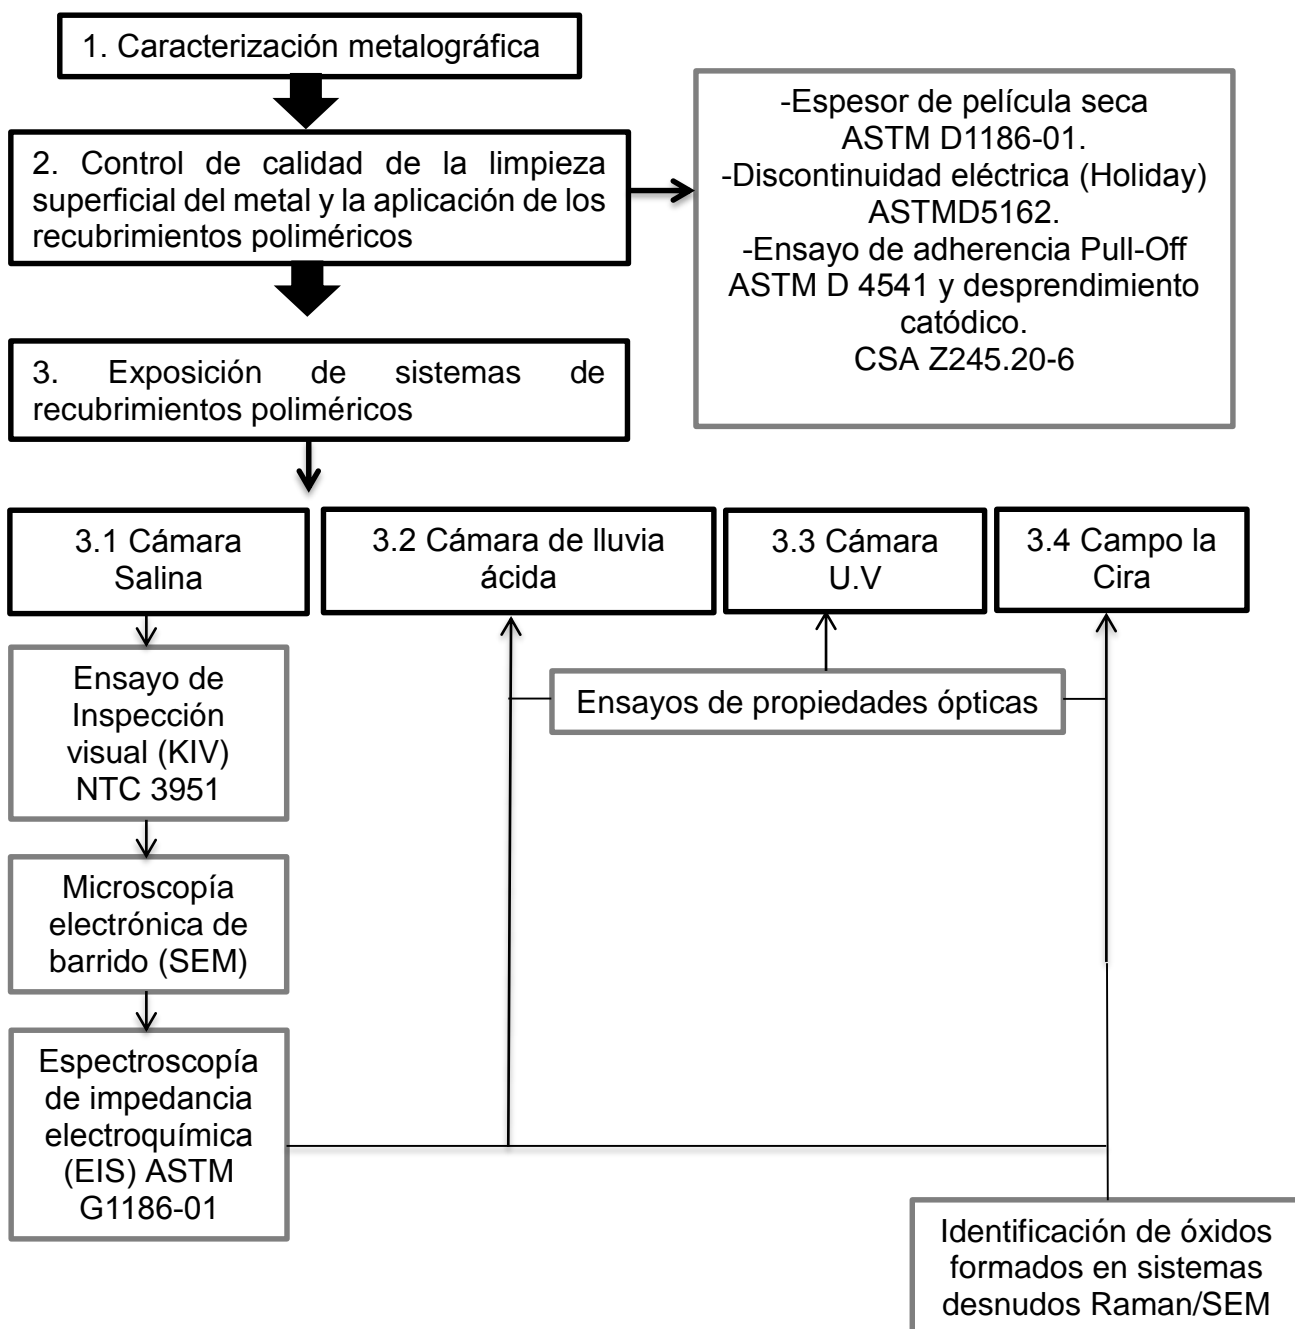 1. Caracterización metalográfica
2. Control de calidad de la limpieza
superficial del metal y la aplicación de los
recubrimientos poliméricos
-Espesor de película seca
ASTM D1186-01.
-Discontinuidad eléctrica (Holiday)
ASTMD5162.
-Ensayo de adherencia Pull-Off
ASTM D 4541 y desprendimiento
catódico.
CSA Z245.20-6
3. Exposición de sistemas de
recubrimientos poliméricos
3.1 Cámara
Salina
3.2 Cámara de lluvia
ácida
3.3 Cámara
U.V
3.4 Campo la
Cira
Ensayo de
Inspección
visual (KIV)
NTC 3951
Ensayos de propiedades ópticas
Microscopía
electrónica de
barrido (SEM)
Espectroscopía
de impedancia
electroquímica
(EIS) ASTM
G1186-01
Identificación de óxidos
formados en sistemas
desnudos Raman/SEM